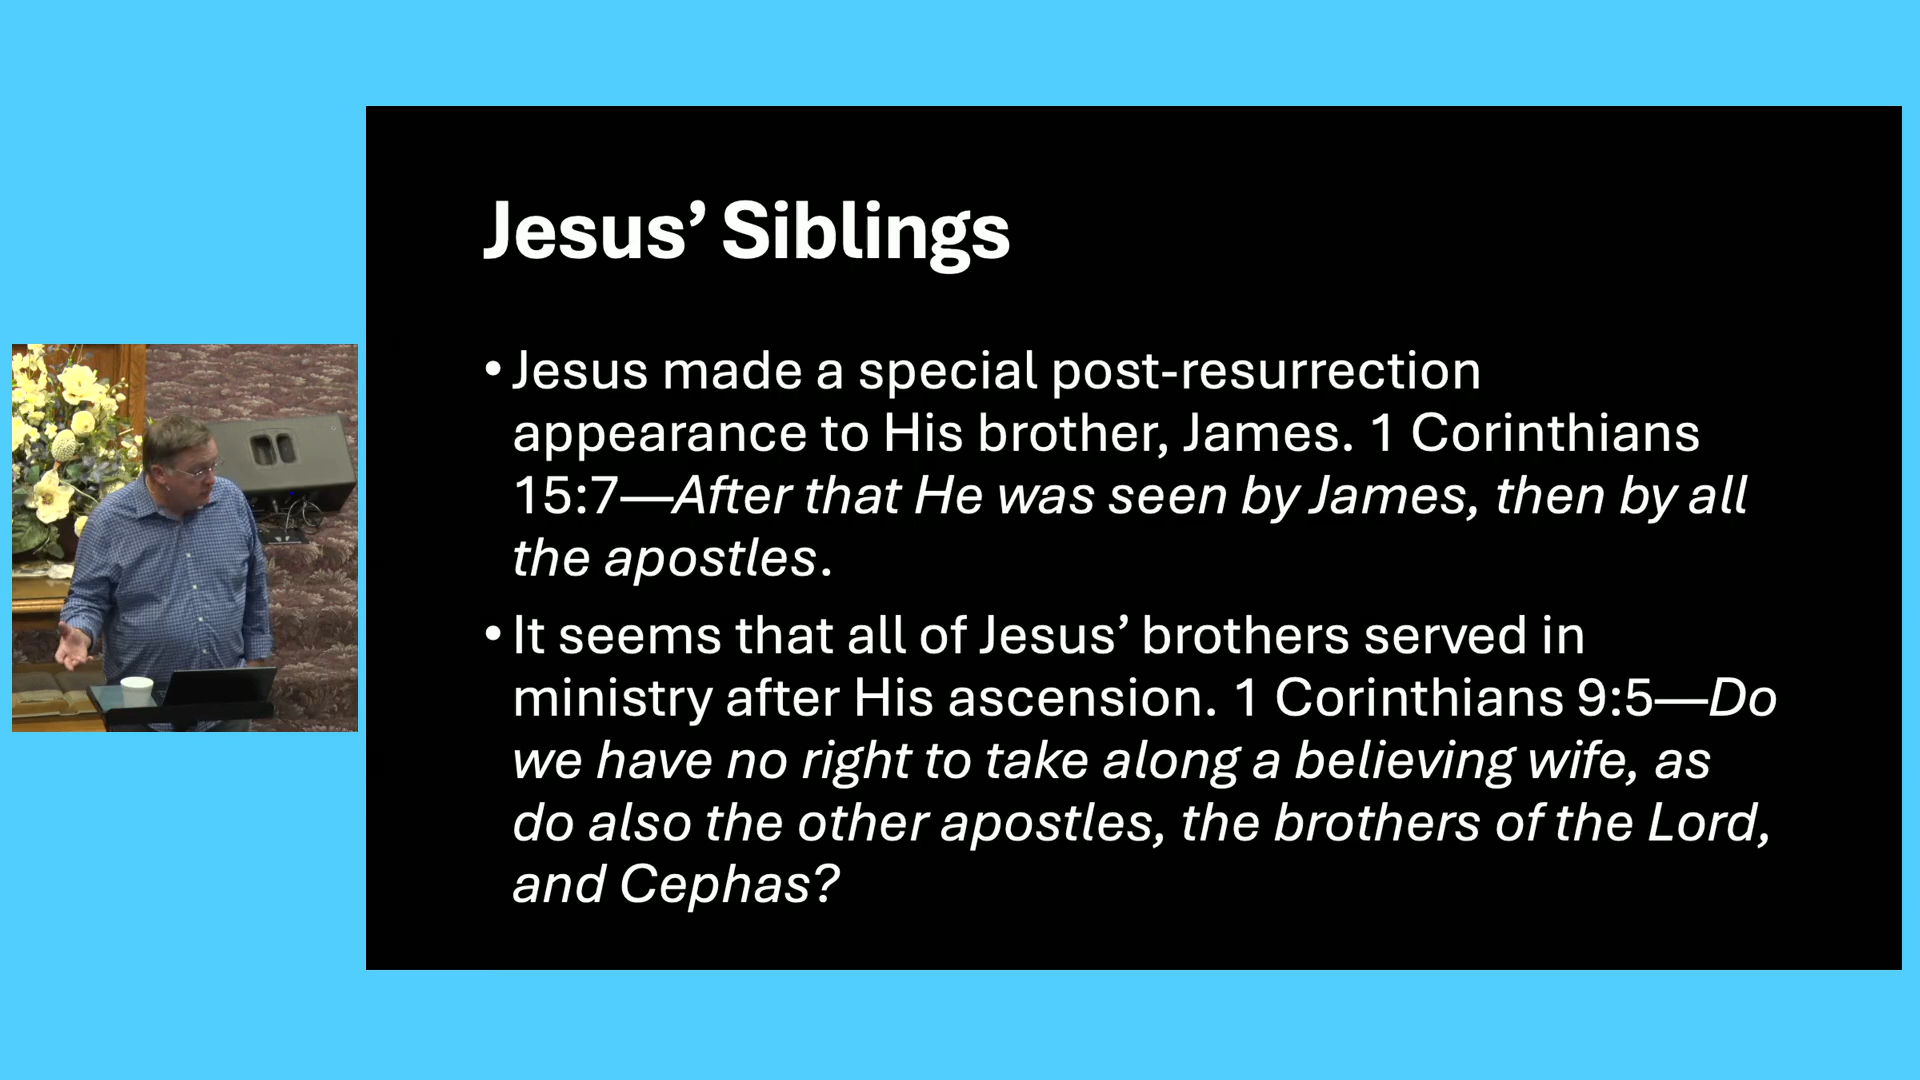 Jesus’ Siblings
• Jesus made a special post-resurrection
appearance to His brother, James. 1 Corinthians
15:7—After that He was seen by James, then by all
the apostles.
• It seems that all of Jesus’ brothers served in
ministry after His ascension. 1 Corinthians 9:5—Do
we have no right to take along a believing wife, as
do also the other apostles, the brothers of the Lord,
and Cephas?